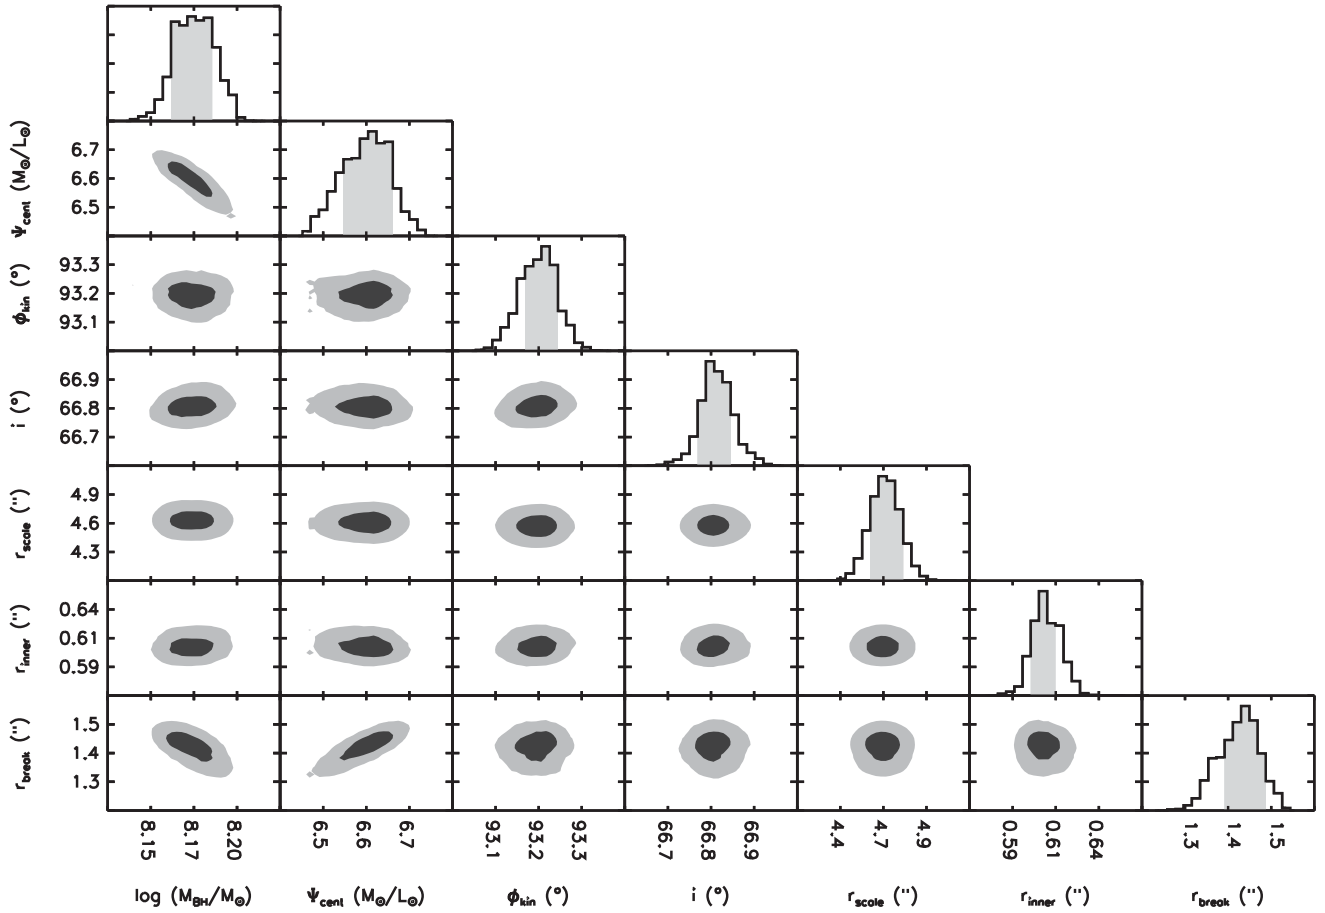 Ψcent (M⊙/L⊙)
6.7
6.6
6.5
ϕkin (°)
93.3
93.2
93.1
i (°)
66.9
66.8
66.7
rscale (")
4.9
4.6
4.3
rinner (")
0.64
0.61
0.59
rbreak (")
1.5
1.4
1.3
8.15 8.17 8.20 6.5 6.6 6.7 93.1 93.2 93.3 66.7 66.8 66.9 4.4 4.7 4.9 0.59 0.61 0.64 1.3 1.4 1.5
log (MBH/M⊙) Ψcent (M⊙/L⊙) ϕkin (°) i (°) rscale (") rinner (") rbreak (")